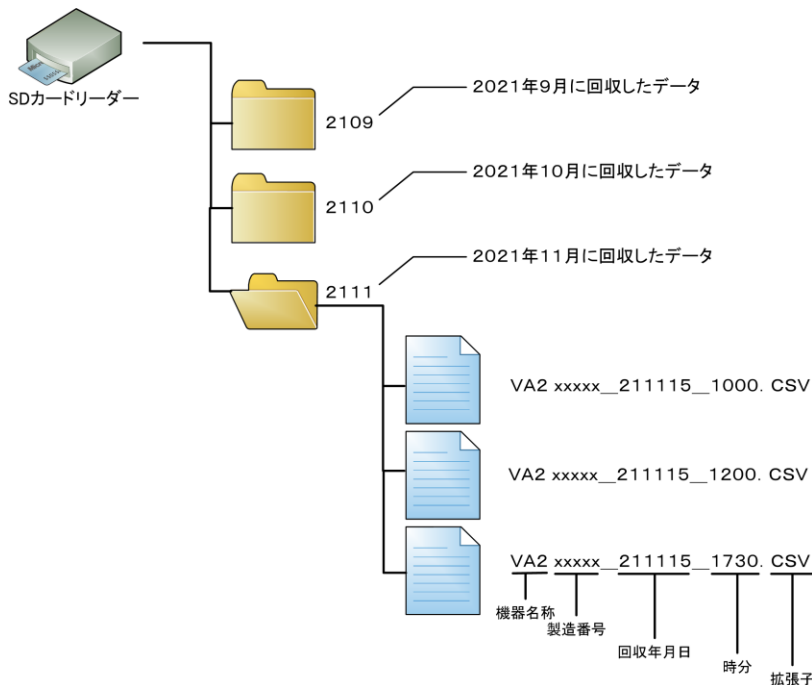 SDカードリーダー
2109
2021年9月に回収したデータ
2110
2021年10月に回収したデータ
2111
2021年11月に回収したデータ
VA2 xxxxx＿211115＿1000. CSV
VA2 xxxxx＿211115＿1200. CSV
VA2 xxxxx＿211115＿1730. CSV
機器名称
製造番号
回収年月日
時分
拡張子